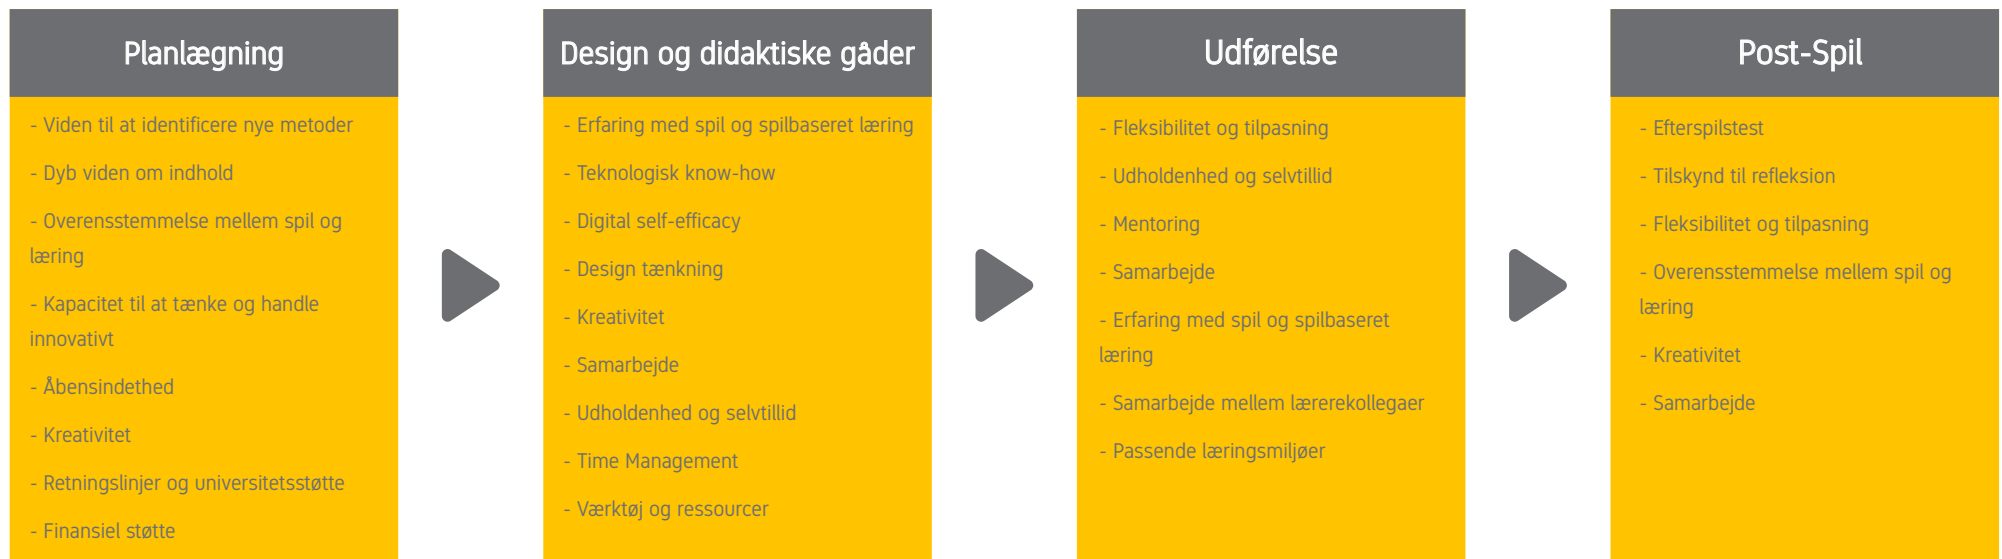 Planlægning
- Viden til at identificere nye metoder
- Dyb viden om indhold
- Overensstemmelse mellem spil og
læring
- Kapacitet til at tænke og handle
innovativt
- Åbensindethed
- Kreativitet
- Retningslinjer og universitetsstøtte
- Finansiel støtte
Design og didaktiske gåder
- Erfaring med spil og spilbaseret læring
- Teknologisk know-how
- Digital self-efficacy
- Design tænkning
- Kreativitet
- Samarbejde
- Udholdenhed og selvtillid
- Time Management
- Værktøj og ressourcer
Udførelse
- Fleksibilitet og tilpasning
- Udholdenhed og selvtillid
- Mentoring
- Samarbejde
- Erfaring med spil og spilbaseret
læring
- Samarbejde mellem lærerekollegaer
- Passende læringsmiljøer
Post-Spil
- Efterspilstest
- Tilskynd til refleksion
- Fleksibilitet og tilpasning
- Overensstemmelse mellem spil og
læring
- Kreativitet
- Samarbejde